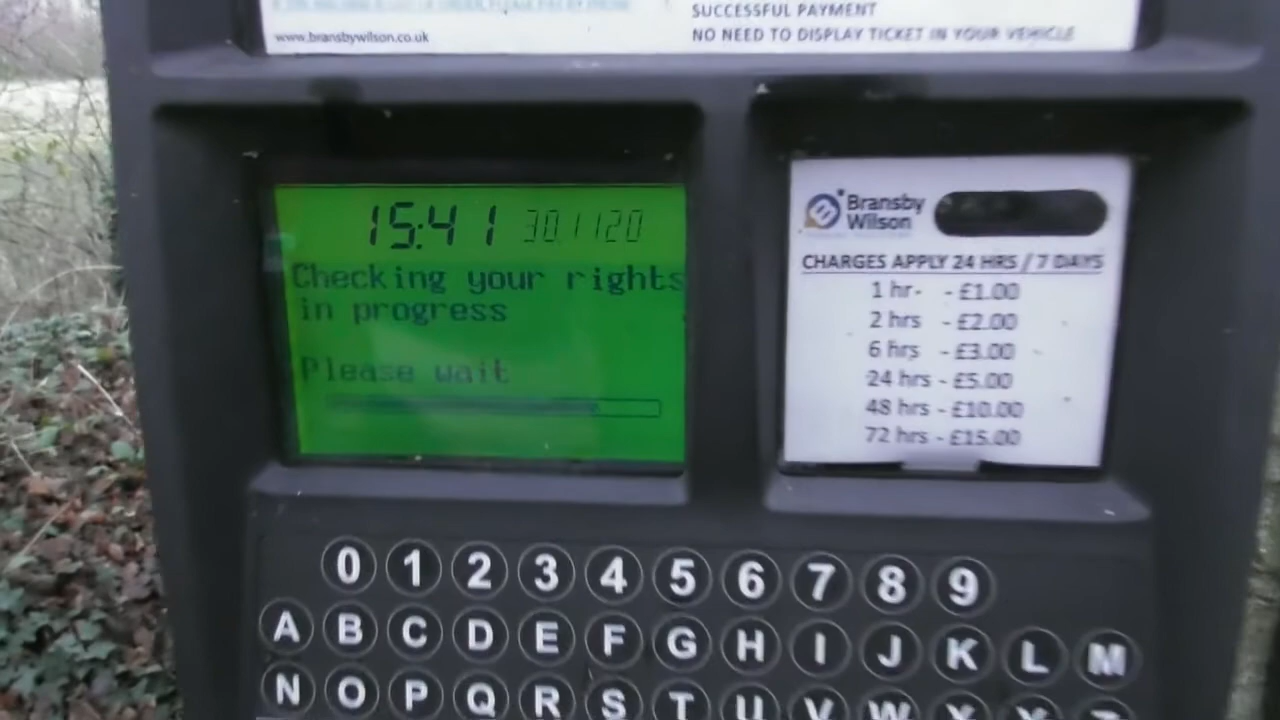 www.bransbywilson.co.uk
SUCCESSFUL PAYMENT
NO NEED TO DISPLAY TICKET IN YOUR VEHICLE
15:41 30.11.20
Checking your rights
in progress
Please wait
Bransby
Wilson
CHARGES APPLY 24 HRS / 7 DAYS
1 hr- - £1.00
2 hrs - £2.00
6 hrs - £3.00
24 hrs - £5.00
48 hrs - £10.00
72 hrs - £15.00
0 1 2 3 4 5 6 7 8 9
A B C D E F G H I J K L M
N O P Q R S T U V W X Y Z